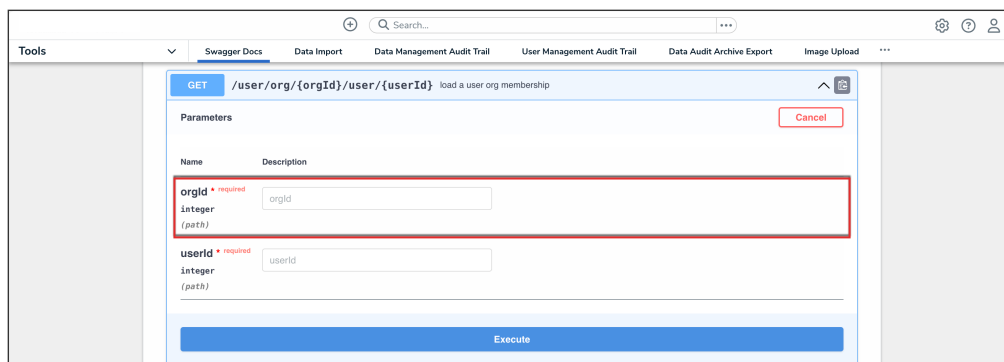 Search...
Tools
Swagger Docs Data Import Data Management Audit Trail User Management Audit Trail Data Audit Archive Export Image Upload
GET /user/org/{orgId}/user/{userId} load a user org membership
Parameters Cancel
Name Description
orgId * required
orgId
integer
(path)
userId * required
userId
integer
(path)
Execute